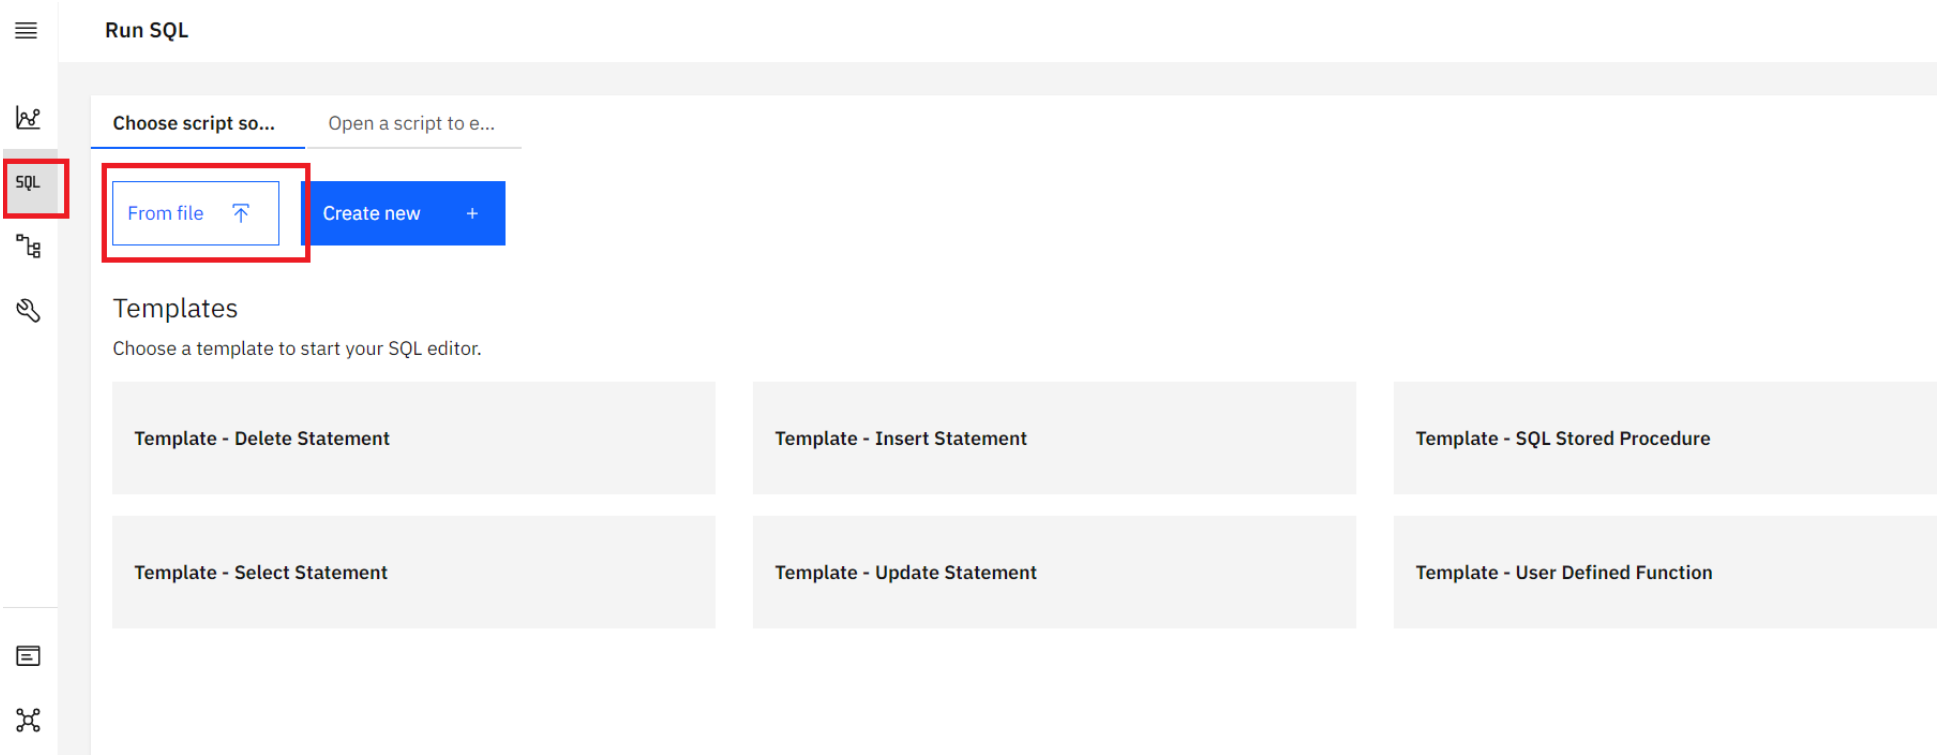 Run SQL
Choose script so...
Open a script to e...
SQL
From file
Create new +
Templates
Choose a template to start your SQL editor.
Template - Delete Statement
Template - Insert Statement
Template - SQL Stored Procedure
Template - Select Statement
Template - Update Statement
Template - User Defined Function